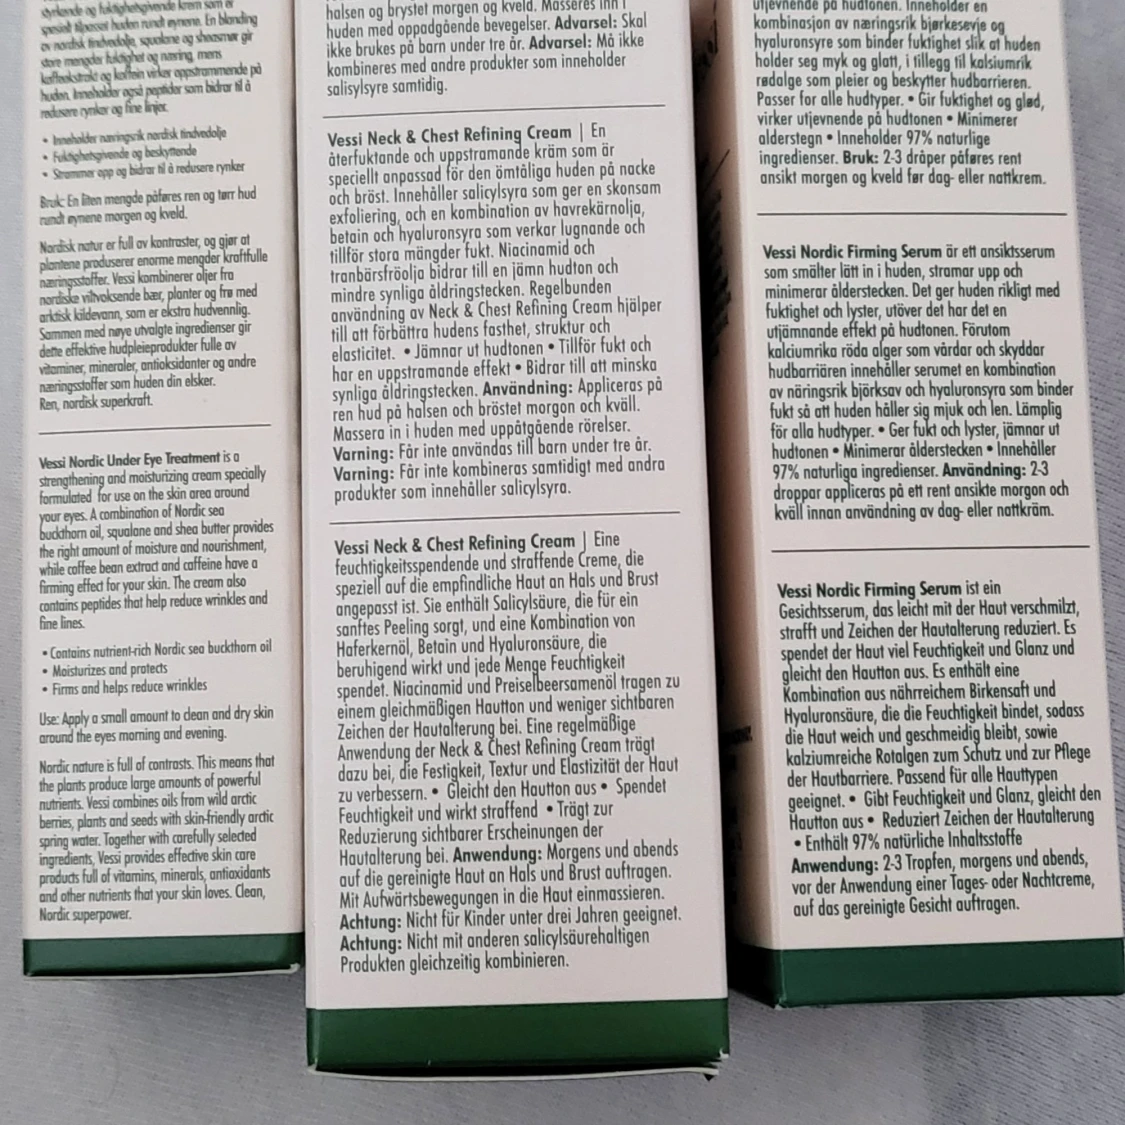 styrkende og fuktighetsgivende krem som er
spesielt tilpasset huden rundt øynene. En blanding
av nordisk tindvedolje, squalane og sheasmør gir
store mengder fuktighet og næring, mens
kaffeekstrakt og koffein virker oppstrammende på
huden. Inneholder også peptider som bidrar til å
redusere rynker og fine linjer.
• Inneholder næringsrik nordisk tindvedolje
• Fuktighetsgivende og beskyttende
• Strammer opp og bidrar til å redusere rynker
Bruk: En liten mengde påføres ren og tørr hud
rundt øynene morgen og kveld.
Nordisk natur er full av kontraster, og gjør at
plantene produserer enorme mengder kraftfulle
næringsstoffer. Vessi kombinerer oljer fra
nordiske viltvoksende bær, planter og frø med
arktisk kildevann, som er ekstra hudvennlig.
Sammen med nøye utvalgte ingredienser gir
dette effektive hudpleieprodukter fulle av
vitaminer, mineraler, antioksidanter og andre
næringsstoffer som huden din elsker.
Ren, nordisk superkraft.
Vessi Nordic Under Eye Treatment is a
strengthening and moisturizing cream specially
formulated for use on the skin area around
your eyes. A combination of Nordic sea
buckthorn oil, squalane and shea butter provides
the right amount of moisture and nourishment,
while coffee bean extract and caffeine have a
firming effect for your skin. The cream also
contains peptides that help reduce wrinkles and
fine lines.
• Contains nutrient-rich Nordic sea buckthorn oil
• Moisturizes and protects
• Firms and helps reduce wrinkles
Use: Apply a small amount to clean and dry skin
around the eyes morning and evening.
Nordic nature is full of contrasts. This means that
the plants produce large amounts of powerful
nutrients. Vessi combines oils from wild arctic
berries, plants and seeds with skin-friendly arctic
spring water. Together with carefully selected
ingredients, Vessi provides effective skin care
products full of vitamins, minerals, antioxidants
and other nutrients that your skin loves. Clean,
Nordic superpower.
halsen og brystet morgen og kveld. Masseres inn i
huden med oppadgående bevegelser. Advarsel: Skal
ikke brukes på barn under tre år. Advarsel: Må ikke
kombineres med andre produkter som inneholder
salisylsyre samtidig.
Vessi Neck & Chest Refining Cream | En
återfuktande och uppstramande kräm som är
speciellt anpassad för den ömtåliga huden på nacke
och bröst. Innehåller salicylsyra som ger en skonsam
exfoliering, och en kombination av havrekärnolja,
betain och hyaluronsyra som verkar lugnande och
tillför stora mängder fukt. Niacinamid och
tranbärsfröolja bidrar till en jämn hudton och
mindre synliga åldringstecken. Regelbunden
användning av Neck & Chest Refining Cream hjälper
till att förbättra hudens fasthet, struktur och
elasticitet. • Jämnar ut hudtonen • Tillför fukt och
har en uppstramande effekt • Bidrar till att minska
synliga åldringstecken. Användning: Appliceras på
ren hud på halsen och bröstet morgon och kväll.
Massera in i huden med uppåtgående rörelser.
Varning: Får inte användas till barn under tre år.
Varning: Får inte kombineras samtidigt med andra
produkter som innehåller salicylsyra.
Vessi Neck & Chest Refining Cream | Eine
feuchtigkeitsspendende und straffende Creme, die
speziell auf die empfindliche Haut an Hals und Brust
angepasst ist. Sie enthält Salicylsäure, die für ein
sanftes Peeling sorgt, und eine Kombination von
Haferkernöl, Betain und Hyaluronsäure, die
beruhigend wirkt und jede Menge Feuchtigkeit
spendet. Niacinamid und Preiselbeersamenöl tragen zu
einem gleichmäßigen Hautton und weniger sichtbaren
Zeichen der Hautalterung bei. Eine regelmäßige
Anwendung der Neck & Chest Refining Cream trägt
dazu bei, die Festigkeit, Textur und Elastizität der Haut
zu verbessern. • Gleicht den Hautton aus • Spendet
Feuchtigkeit und wirkt straffend • Trägt zur
Reduzierung sichtbarer Erscheinungen der
Hautalterung bei. Anwendung: Morgens und abends
auf die gereinigte Haut an Hals und Brust auftragen.
Mit Aufwärtsbewegungen in die Haut einmassieren.
Achtung: Nicht für Kinder unter drei Jahren geeignet.
Achtung: Nicht mit anderen salicylsäurehaltigen
Produkten gleichzeitig kombinieren.
utjevnende på hudtonen. Inneholder en
kombinasjon av næringsrik bjørkesevje og
hyaluronsyre som binder fuktighet slik at huden
holder seg myk og glatt, i tillegg til kalsiumrik
rødalge som pleier og beskytter hudbarrieren.
Passer for alle hudtyper. • Gir fuktighet og glød,
virker utjevnende på hudtonen • Minimerer
alderstegn • Inneholder 97% naturlige
ingredienser. Bruk: 2-3 dråper påføres rent
ansikt morgen og kveld før dag- eller nattkrem.
Vessi Nordic Firming Serum är ett ansiktsserum
som smälter lätt in i huden, stramar upp och
minimerar ålderstecken. Det ger huden rikligt med
fuktighet och lyster, utöver det har det en
utjämnande effekt på hudtonen. Förutom
kalciumrika röda alger som vårdar och skyddar
hudbarriären innehåller serumet en kombination
av näringsrik björksav och hyaluronsyra som binder
fukt så att huden håller sig mjuk och len. Lämplig
för alla hudtyper. • Ger fukt och lyster, jämnar ut
hudtonen • Minimerar ålderstecken • Innehåller
97% naturliga ingredienser. Användning: 2-3
droppar appliceras på ett rent ansikte morgon och
kväll innan användning av dag- eller nattkräm.
Vessi Nordic Firming Serum ist ein
Gesichtsserum, das leicht mit der Haut verschmilzt,
strafft und Zeichen der Hautalterung reduziert. Es
spendet der Haut viel Feuchtigkeit und Glanz und
gleicht den Hautton aus. Es enthält eine
Kombination aus nährreichem Birkensaft und
Hyaluronsäure, die die Feuchtigkeit bindet, sodass
die Haut weich und geschmeidig bleibt, sowie
kalziumreiche Rotalgen zum Schutz und zur Pflege
der Hautbarriere. Passend für alle Hauttypen
geeignet. • Gibt Feuchtigkeit und Glanz, gleicht den
Hautton aus • Reduziert Zeichen der Hautalterung
• Enthält 97% natürliche Inhaltsstoffe
Anwendung: 2-3 Tropfen, morgens und abends,
vor der Anwendung einer Tages- oder Nachtcreme,
auf das gereinigte Gesicht auftragen.